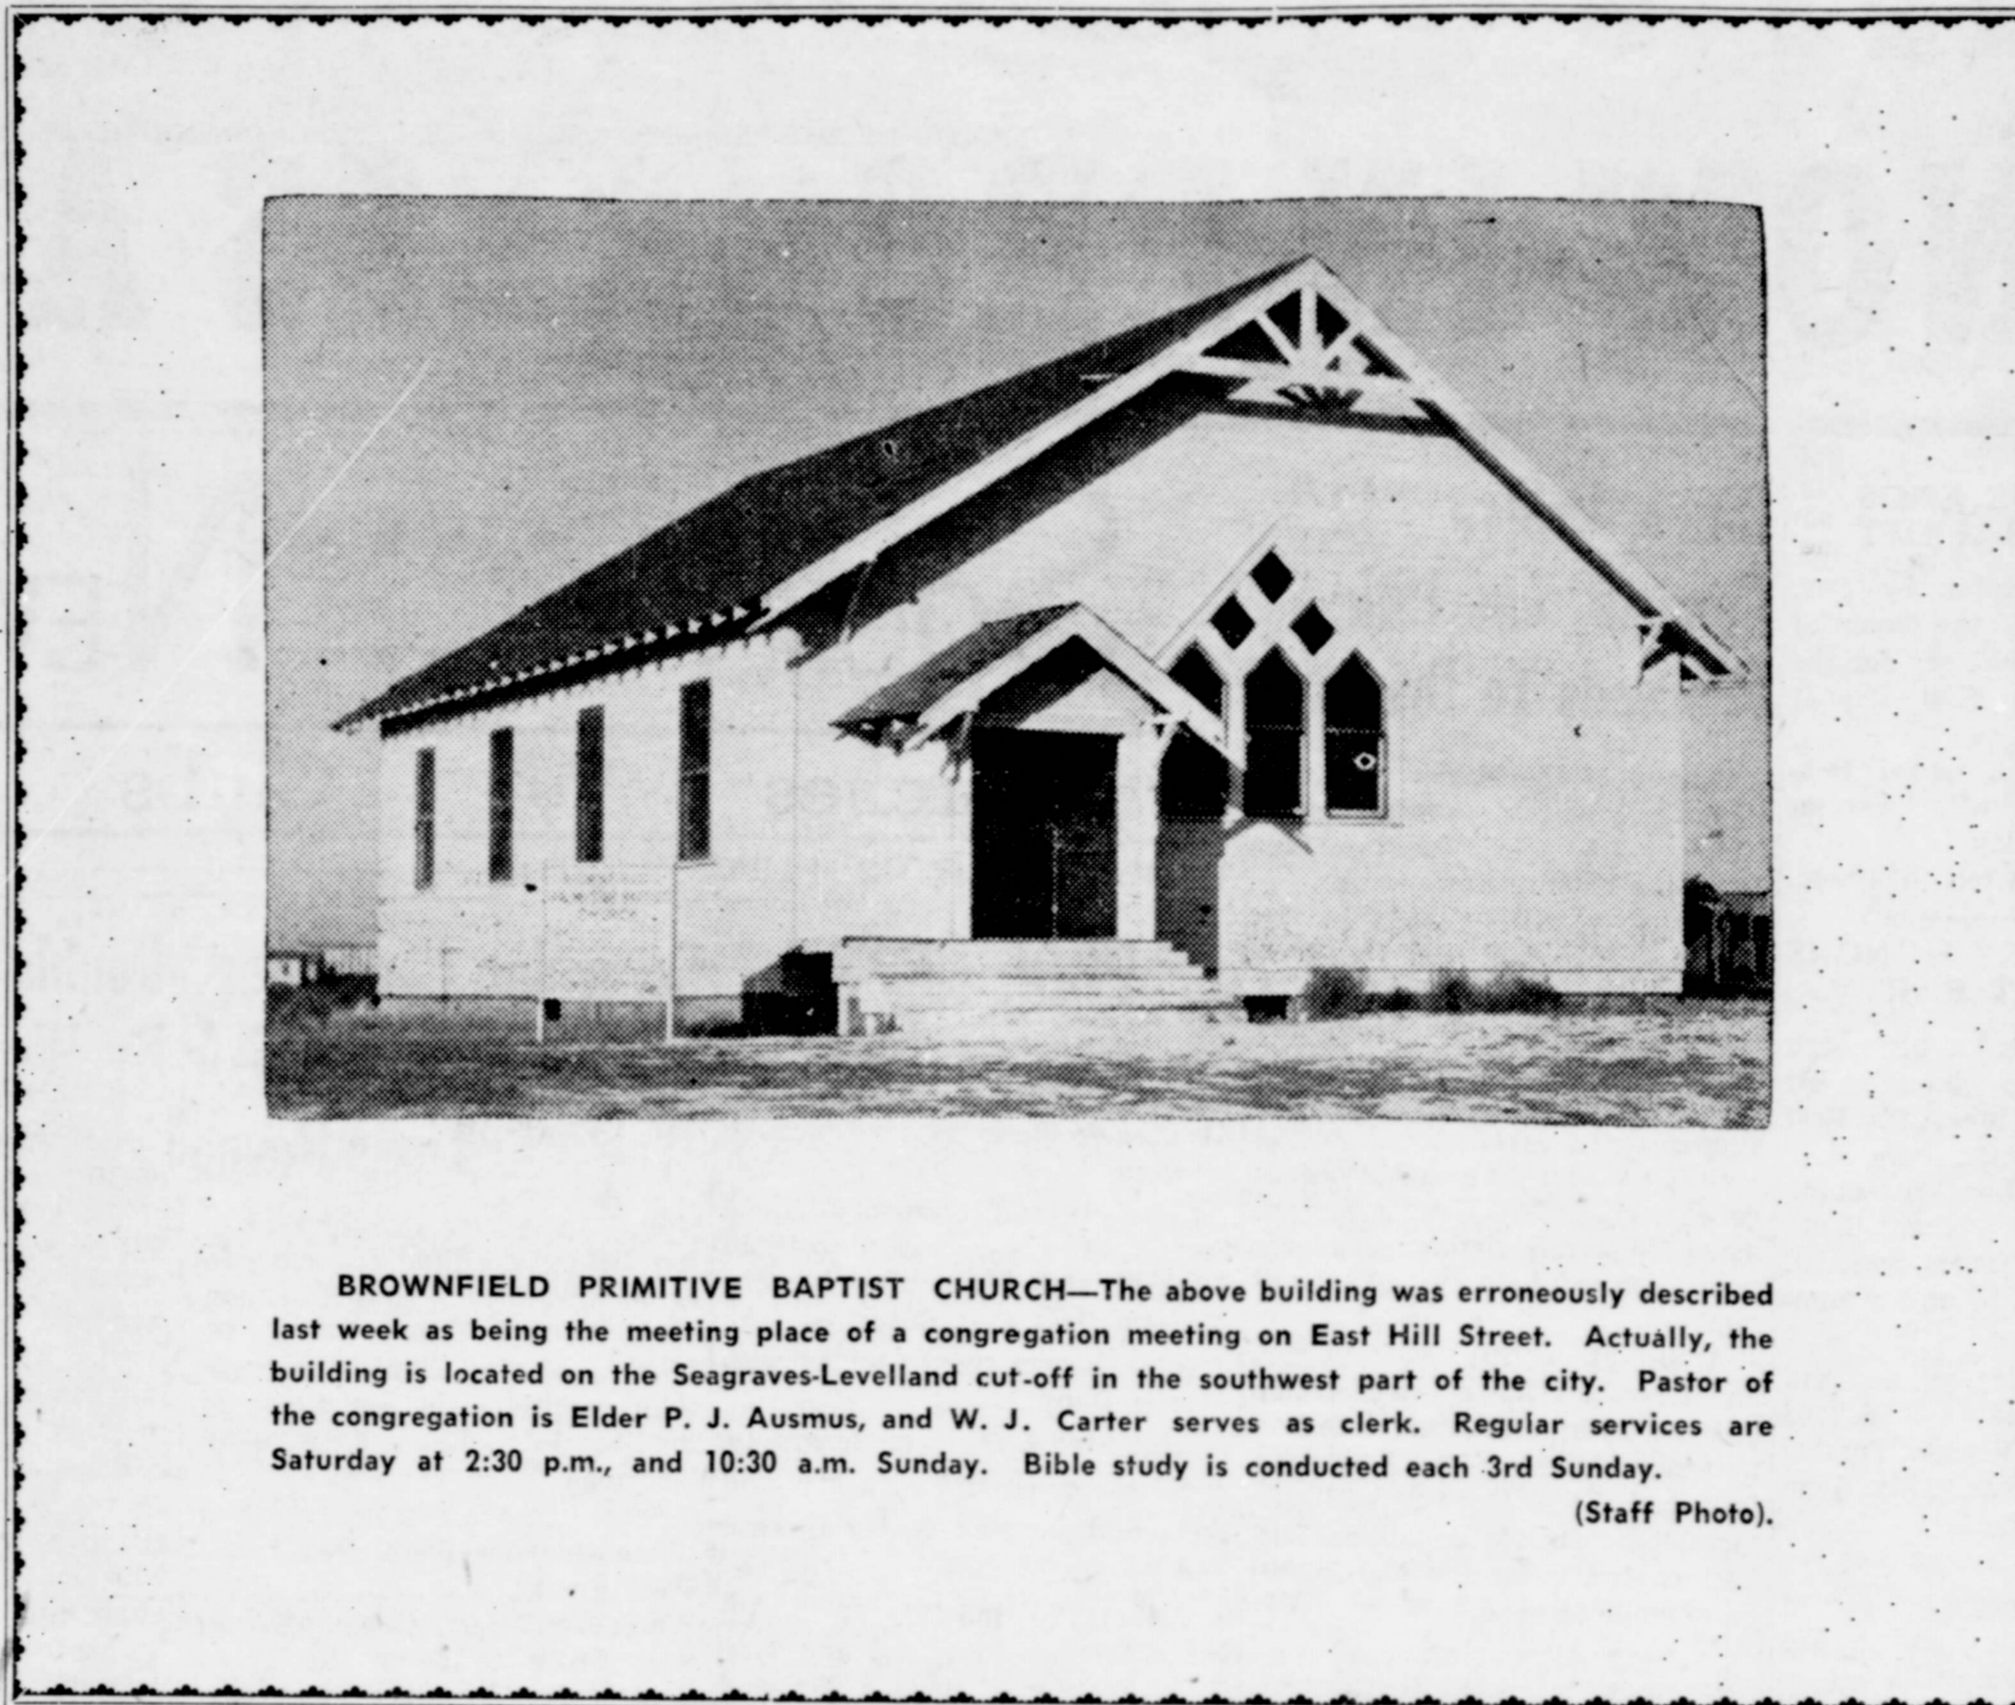 BROWNFIELD PRIMITIVE BAPTIST CHURCH—The above building was erroneously described
last week as being the meeting place of a congregation meeting on East Hill Street. Actually, the
building is located on the Seagraves-Levelland cut-off in the southwest part of the city. Pastor of
the congregation is Elder P. J. Ausmus, and W. J. Carter serves as clerk. Regular services are
Saturday at 2:30 p.m., and 10:30 a.m. Sunday. Bible study is conducted each 3rd Sunday.
(Staff Photo).